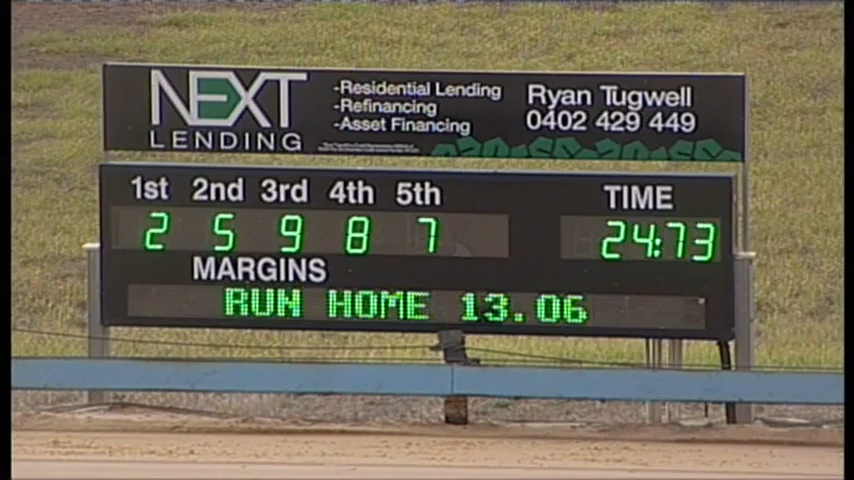 NEXT
LENDING
-Residential Lending
-Refinancing
-Asset Financing
Ryan Tugwell
0402 429 449
1st 2nd 3rd 4th 5th TIME
2 5 9 8 7 24:73
MARGINS
RUN HOME 13.06